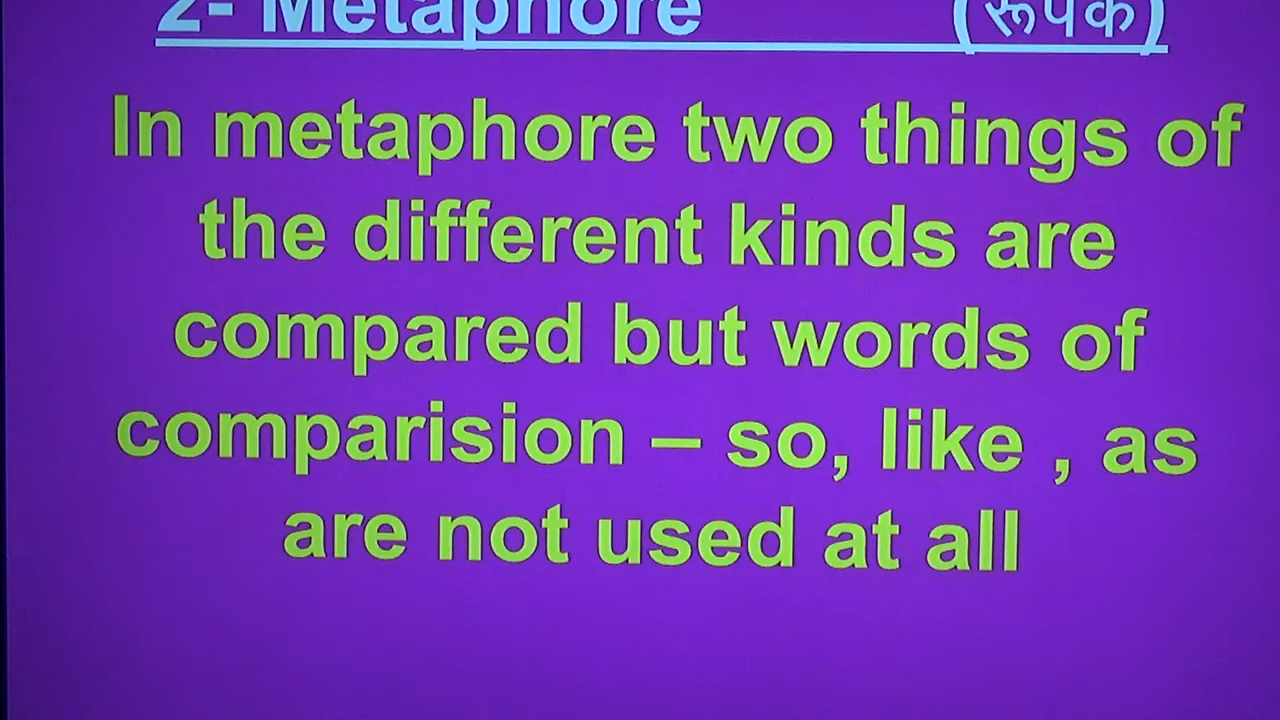 2- Metaphore (रूपक)
In metaphore two things of
the different kinds are
compared but words of
comparision – so, like , as
are not used at all